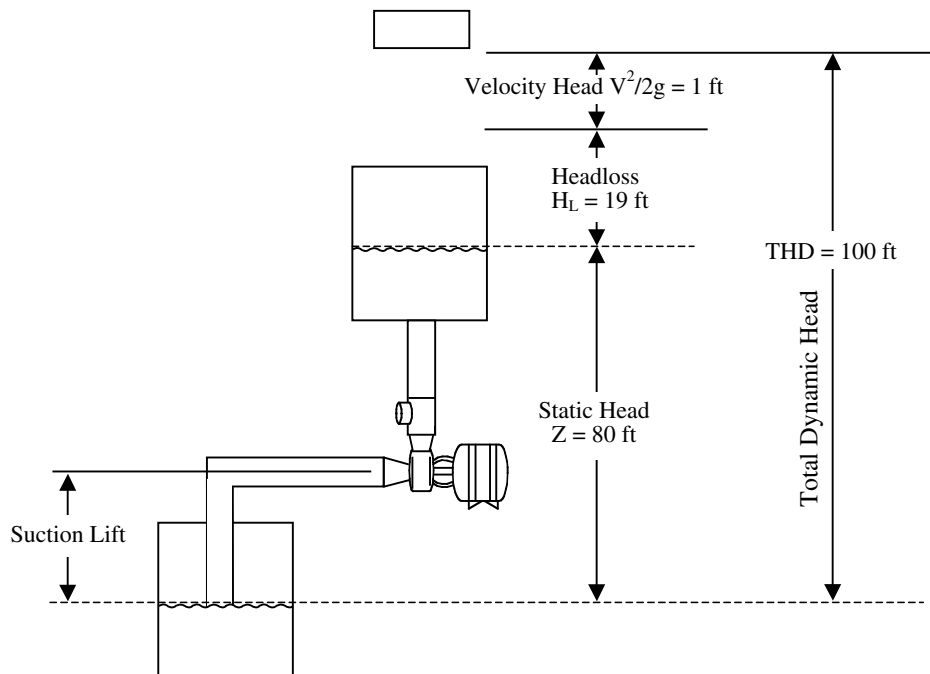 Velocity Head V²/2g = 1 ft
Headloss
H_L = 19 ft
THD = 100 ft
Static Head
Z = 80 ft
Total Dynamic Head
Suction Lift